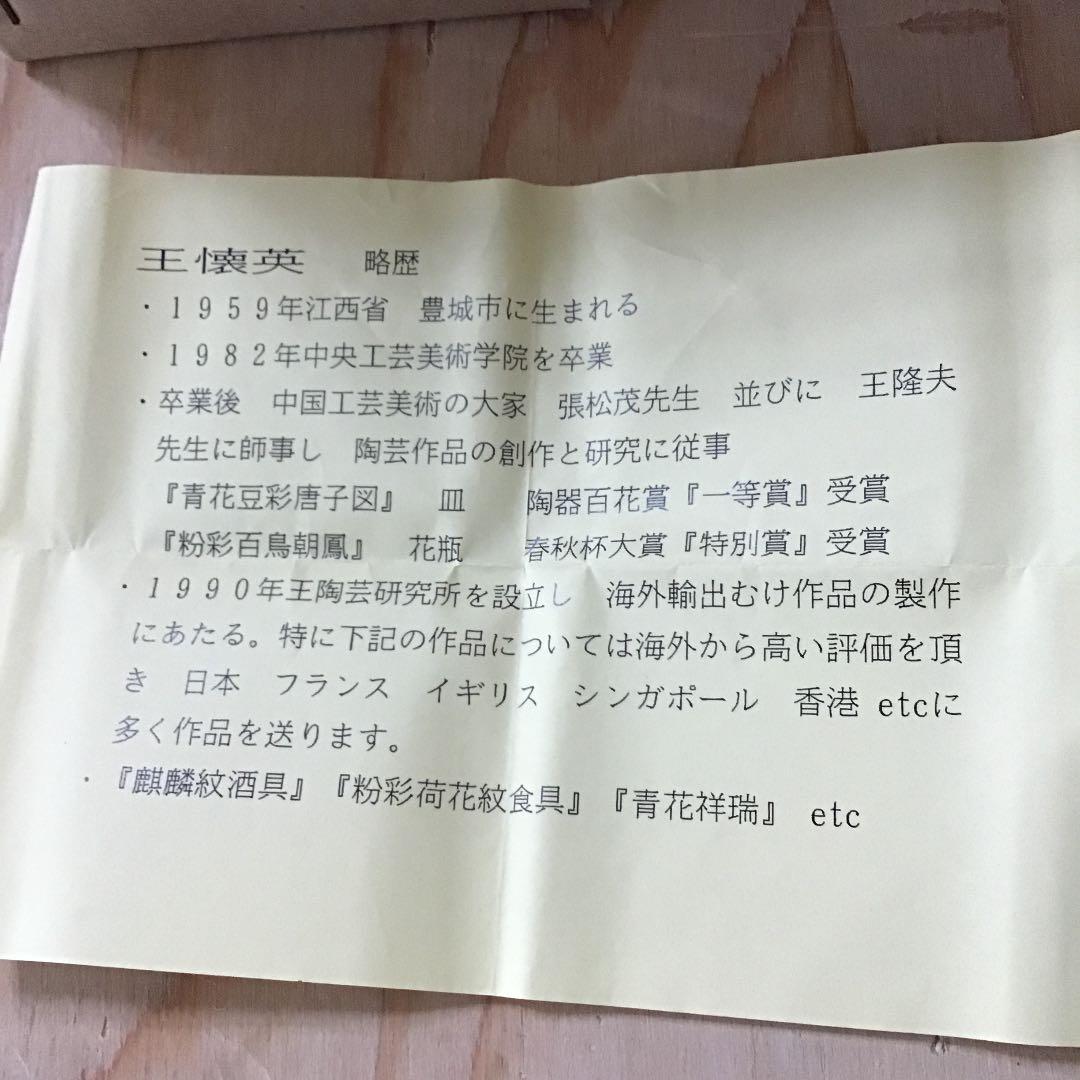 王懐英　略歴
・１９５９年江西省　豊城市に生まれる
・１９８２年中央工芸美術学院を卒業
・卒業後　中国工芸美術の大家　張松茂先生　並びに　王隆夫
先生に師事し　陶芸作品の創作と研究に従事
『青花豆彩唐子図』　皿　　陶器百花賞『一等賞』受賞
『粉彩百鳥朝鳳』　花瓶　　春秋杯大賞『特別賞』受賞
・１９９０年王陶芸研究所を設立し　海外輸出むけ作品の製作
にあたる。特に下記の作品については海外から高い評価を頂
き　日本　フランス　イギリス　シンガポール　香港 etcに
多く作品を送ります。
・『麒麟紋酒具』『粉彩荷花紋食具』『青花祥瑞』 etc